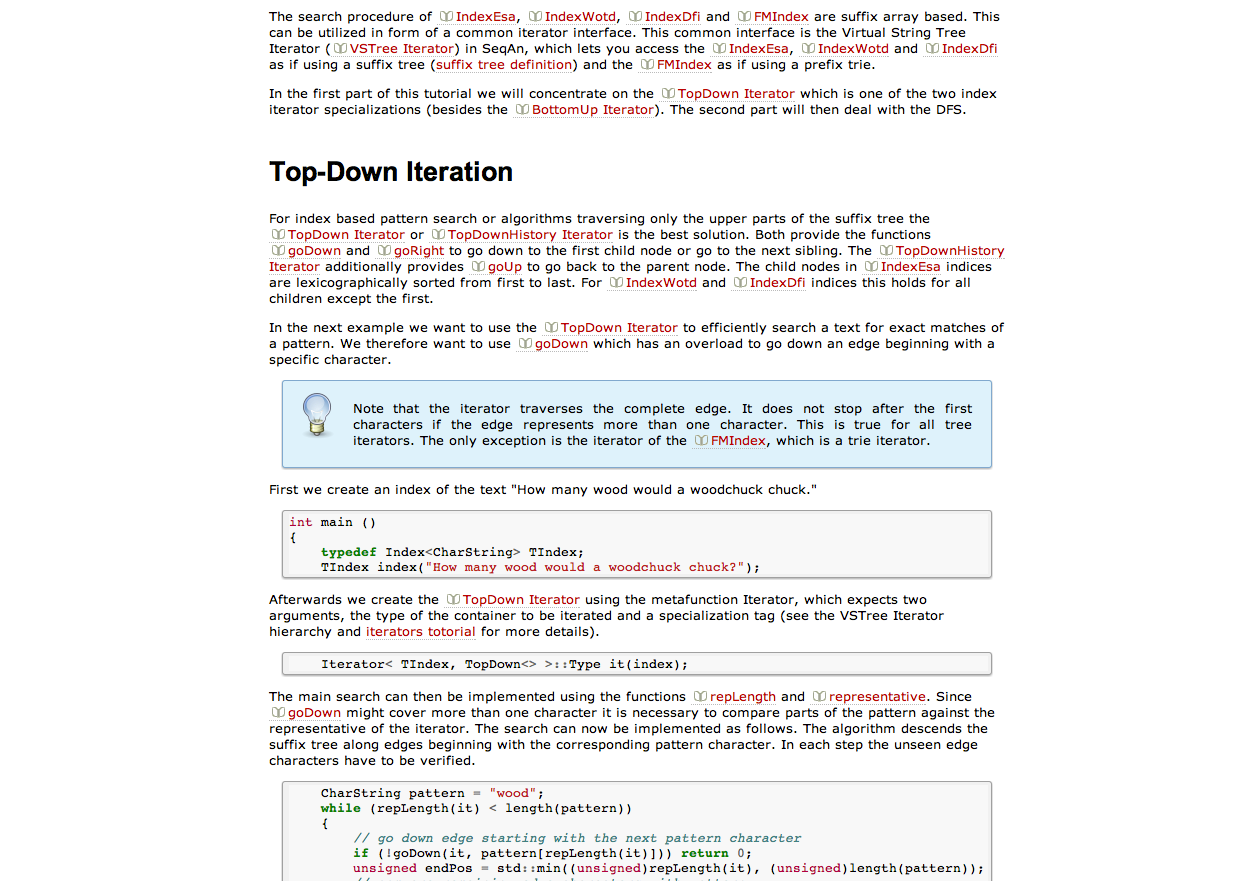 The search procedure of IndexEsa, IndexWotd, IndexDfi and FMIndex are suffix array based. This
can be utilized in form of a common iterator interface. This common interface is the Virtual String Tree
Iterator (VSTree Iterator) in SeqAn, which lets you access the IndexEsa, IndexWotd and IndexDfi
as if using a suffix tree (suffix tree definition) and the FMIndex as if using a prefix trie.
In the first part of this tutorial we will concentrate on the TopDown Iterator which is one of the two index
iterator specializations (besides the BottomUp Iterator). The second part will then deal with the DFS.
Top-Down Iteration
For index based pattern search or algorithms traversing only the upper parts of the suffix tree the
TopDown Iterator or TopDownHistory Iterator is the best solution. Both provide the functions
goDown and goRight to go down to the first child node or go to the next sibling. The TopDownHistory
Iterator additionally provides goUp to go back to the parent node. The child nodes in IndexEsa indices
are lexicographically sorted from first to last. For IndexWotd and IndexDfi indices this holds for all
children except the first.
In the next example we want to use the TopDown Iterator to efficiently search a text for exact matches of
a pattern. We therefore want to use goDown which has an overload to go down an edge beginning with a
specific character.
Note that the iterator traverses the complete edge. It does not stop after the first
characters if the edge represents more than one character. This is true for all tree
iterators. The only exception is the iterator of the FMIndex, which is a trie iterator.
First we create an index of the text "How many wood would a woodchuck chuck."
int main ()
{
typedef Index<CharString> TIndex;
TIndex index("How many wood would a woodchuck chuck?");
Afterwards we create the TopDown Iterator using the metafunction Iterator, which expects two
arguments, the type of the container to be iterated and a specialization tag (see the VSTree Iterator
hierarchy and iterators totorial for more details).
Iterator< TIndex, TopDown<> >::Type it(index);
The main search can then be implemented using the functions repLength and representative. Since
goDown might cover more than one character it is necessary to compare parts of the pattern against the
representative of the iterator. The search can now be implemented as follows. The algorithm descends the
suffix tree along edges beginning with the corresponding pattern character. In each step the unseen edge
characters have to be verified.
CharString pattern = "wood";
while (repLength(it) < length(pattern))
{
// go down edge starting with the next pattern character
if (!goDown(it, pattern[repLength(it)])) return 0;
unsigned endPos = std::min((unsigned)repLength(it), (unsigned)length(pattern));